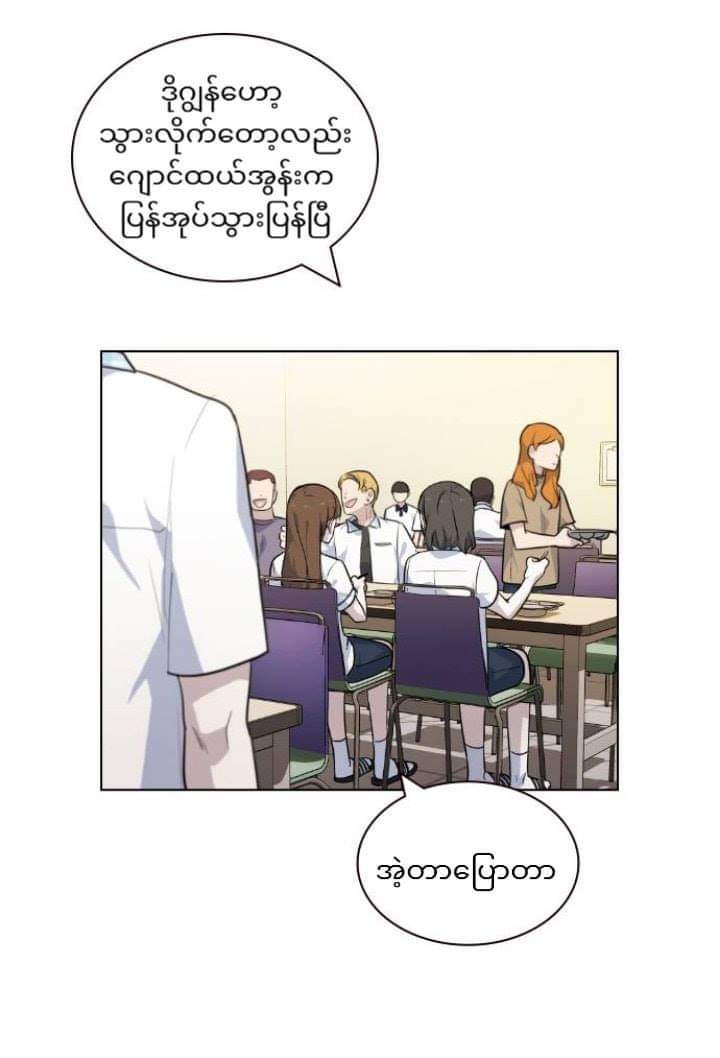 ဒိုဂျွန်ဟော့
သွားလိုက်တော့လည်း
ဂျောင်ထယ်အွန်းက
ပြန်အုပ်သွားပြန်ပြီ
အဲ့တာပြောတာ